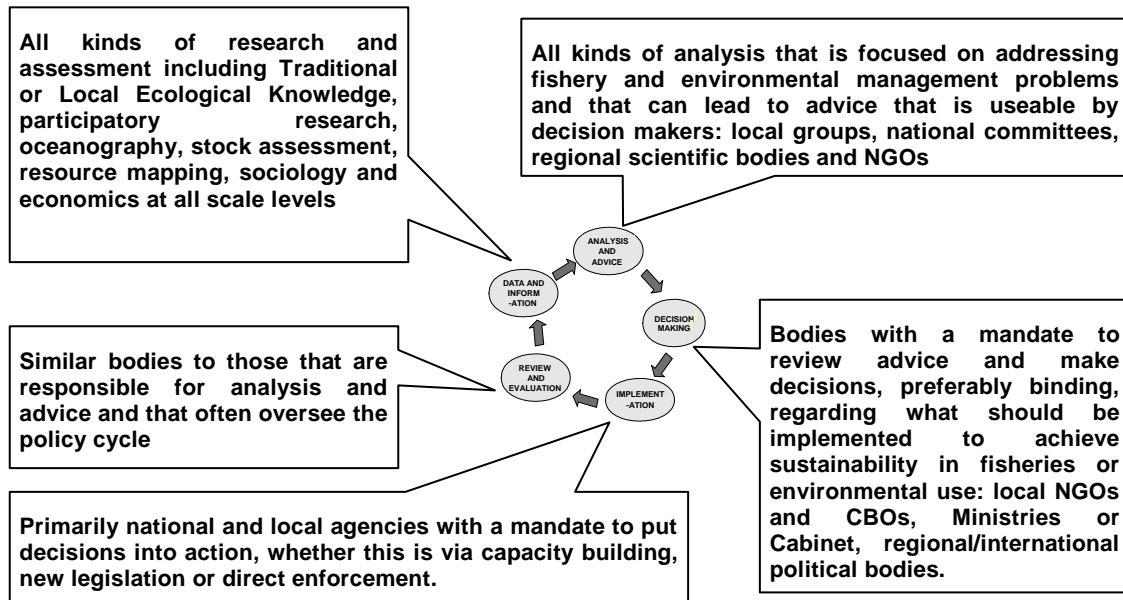 All kinds of research and
assessment including Traditional
or Local Ecological Knowledge,
participatory research,
oceanography, stock assessment,
resource mapping, sociology and
economics at all scale levels
All kinds of analysis that is focused on addressing
fishery and environmental management problems
and that can lead to advice that is useable by
decision makers: local groups, national committees,
regional scientific bodies and NGOs
ANALYSIS
AND
ADVICE
DATA AND
INFORM
-ATION
DECISION
MAKING
REVIEW
AND
EVALUATION
IMPLEMENT
-ATION
Similar bodies to those that are
responsible for analysis and
advice and that often oversee the
policy cycle
Bodies with a mandate to
review advice and make
decisions, preferably binding,
regarding what should be
implemented to achieve
sustainability in fisheries or
environmental use: local NGOs
and CBOs, Ministries or
Cabinet, regional/international
political bodies.
Primarily national and local agencies with a mandate to put
decisions into action, whether this is via capacity building,
new legislation or direct enforcement.